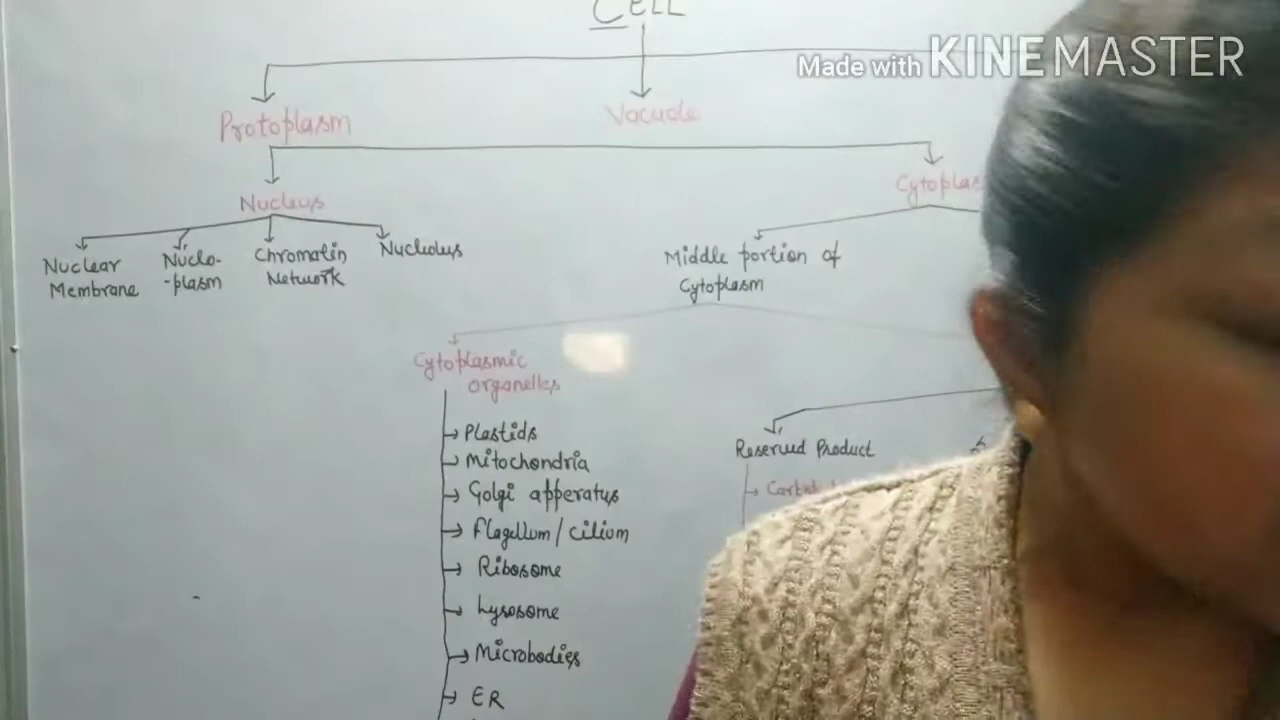 CELL
Made with KINEMASTER
Protoplasm
Vacuole
Nucleus
Cytoplas
Nuclear
Membrane
Nuclo-
-plasm
Chromatin
Network
Nucleolus
Middle portion of
Cytoplasm
Cytoplasmic
organelles
Plastids
Mitochondria
Golgi apperatus
Flagellum / cilium
Ribosome
Lysosome
Microbodies
ER
Reserved Product